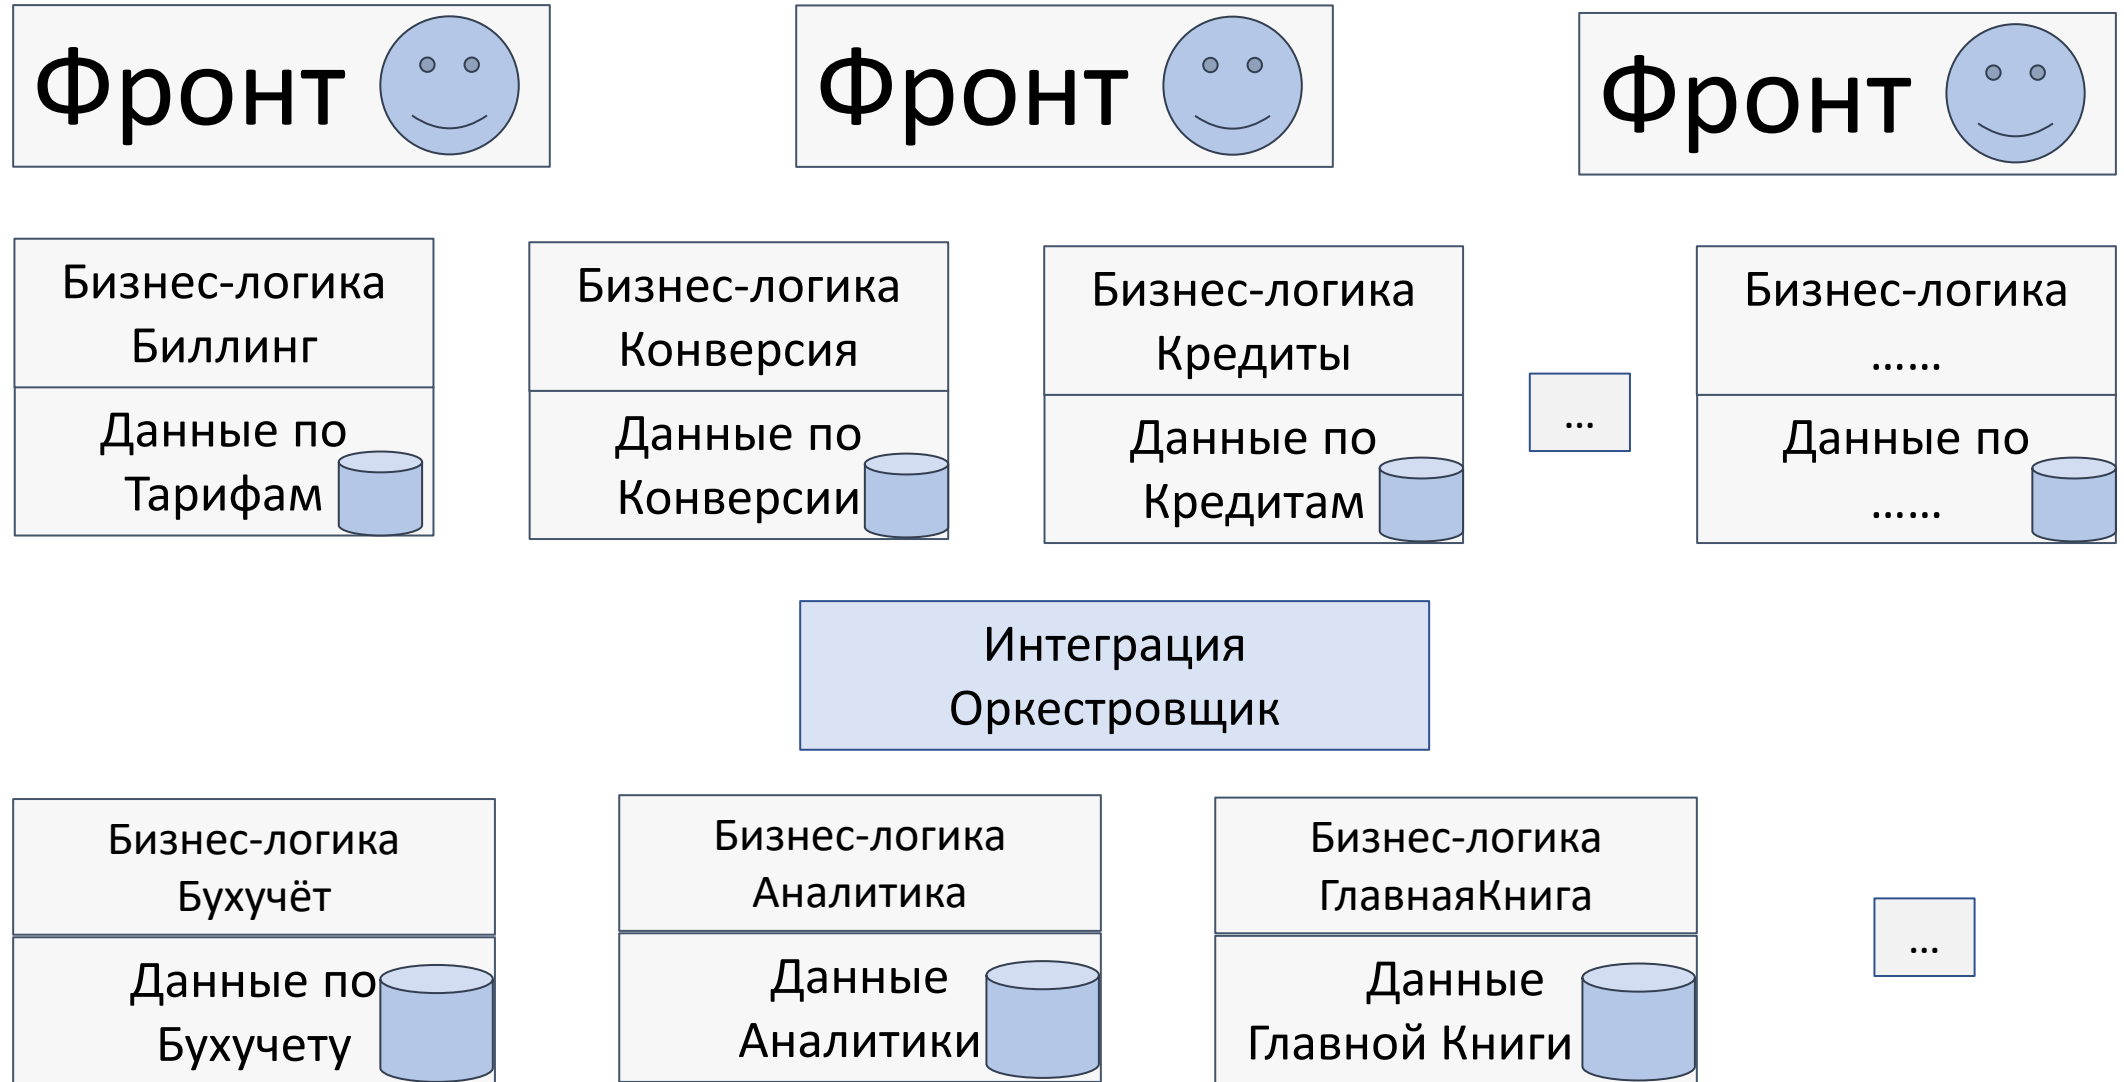 Фронт
Фронт
Фронт
Бизнес-логика
Биллинг
Данные по
Тарифам
Бизнес-логика
Конверсия
Данные по
Конверсии
Бизнес-логика
Кредиты
Данные по
Кредитам
...
Бизнес-логика
......
Данные по
......
Интеграция
Оркестровщик
Бизнес-логика
Бухучёт
Данные по
Бухучету
Бизнес-логика
Аналитика
Данные
Аналитики
Бизнес-логика
ГлавнаяКнига
Данные
Главной Книги
...